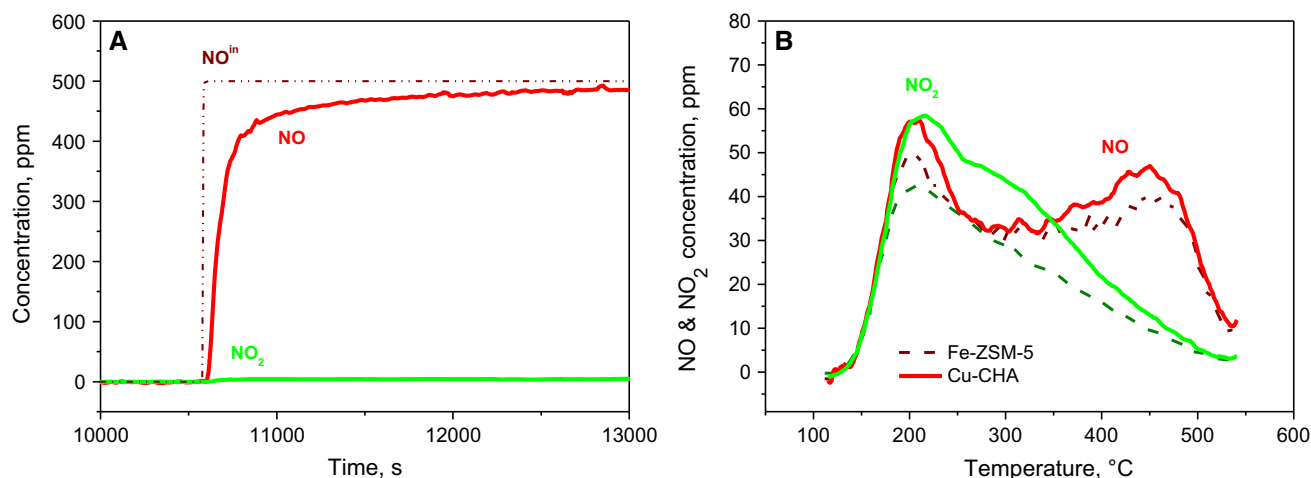 A
600
500
400
300
200
100
0
NOⁱⁿ
NO
NO₂
10000 11000 12000 13000
Concentration, ppm
Time, s
B
80
70
60
50
40
30
20
10
0
NO₂
NO
Fe-ZSM-5
Cu-CHA
100 200 300 400 500 600
NO & NO₂ concentration, ppm
Temperature, °C